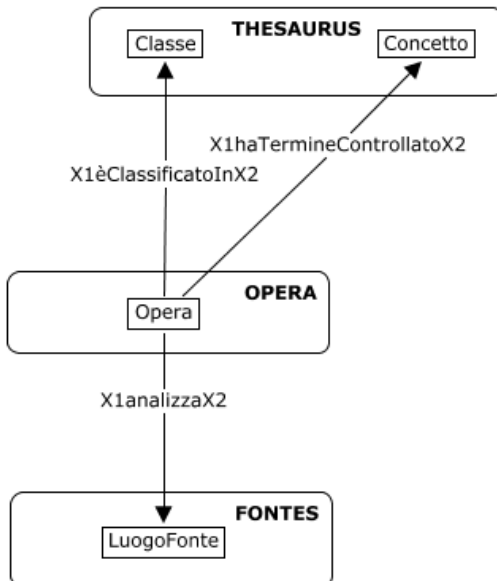 THESAURUS
Classe
Concetto
X1haTermineControllatoX2
X1èClassificatoInX2
OPERA
Opera
X1analizzaX2
FONTES
LuogoFonte